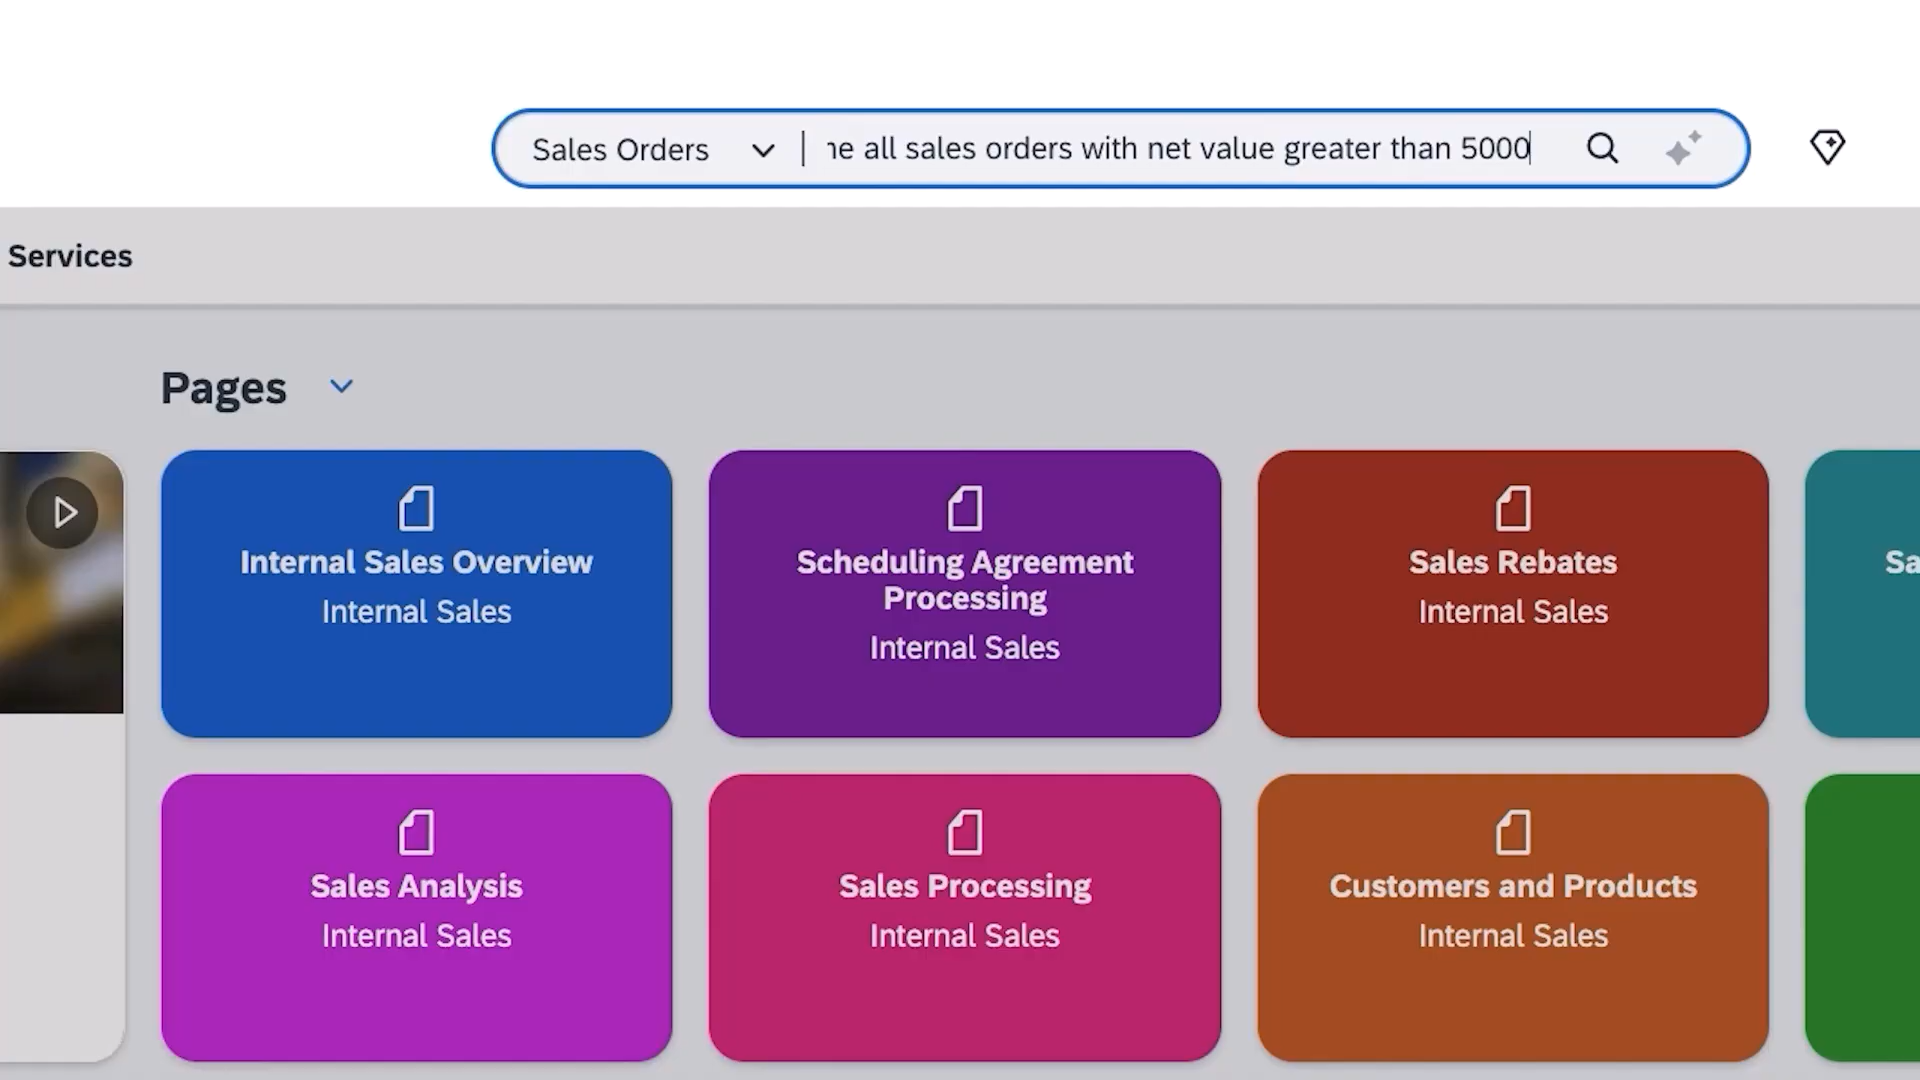 Sales Orders
all sales orders with net value greater than 5000
Services
Pages
Internal Sales Overview
Internal Sales
Scheduling Agreement
Processing
Internal Sales
Sales Rebates
Internal Sales
Sales Analysis
Internal Sales
Sales Processing
Internal Sales
Customers and Products
Internal Sales